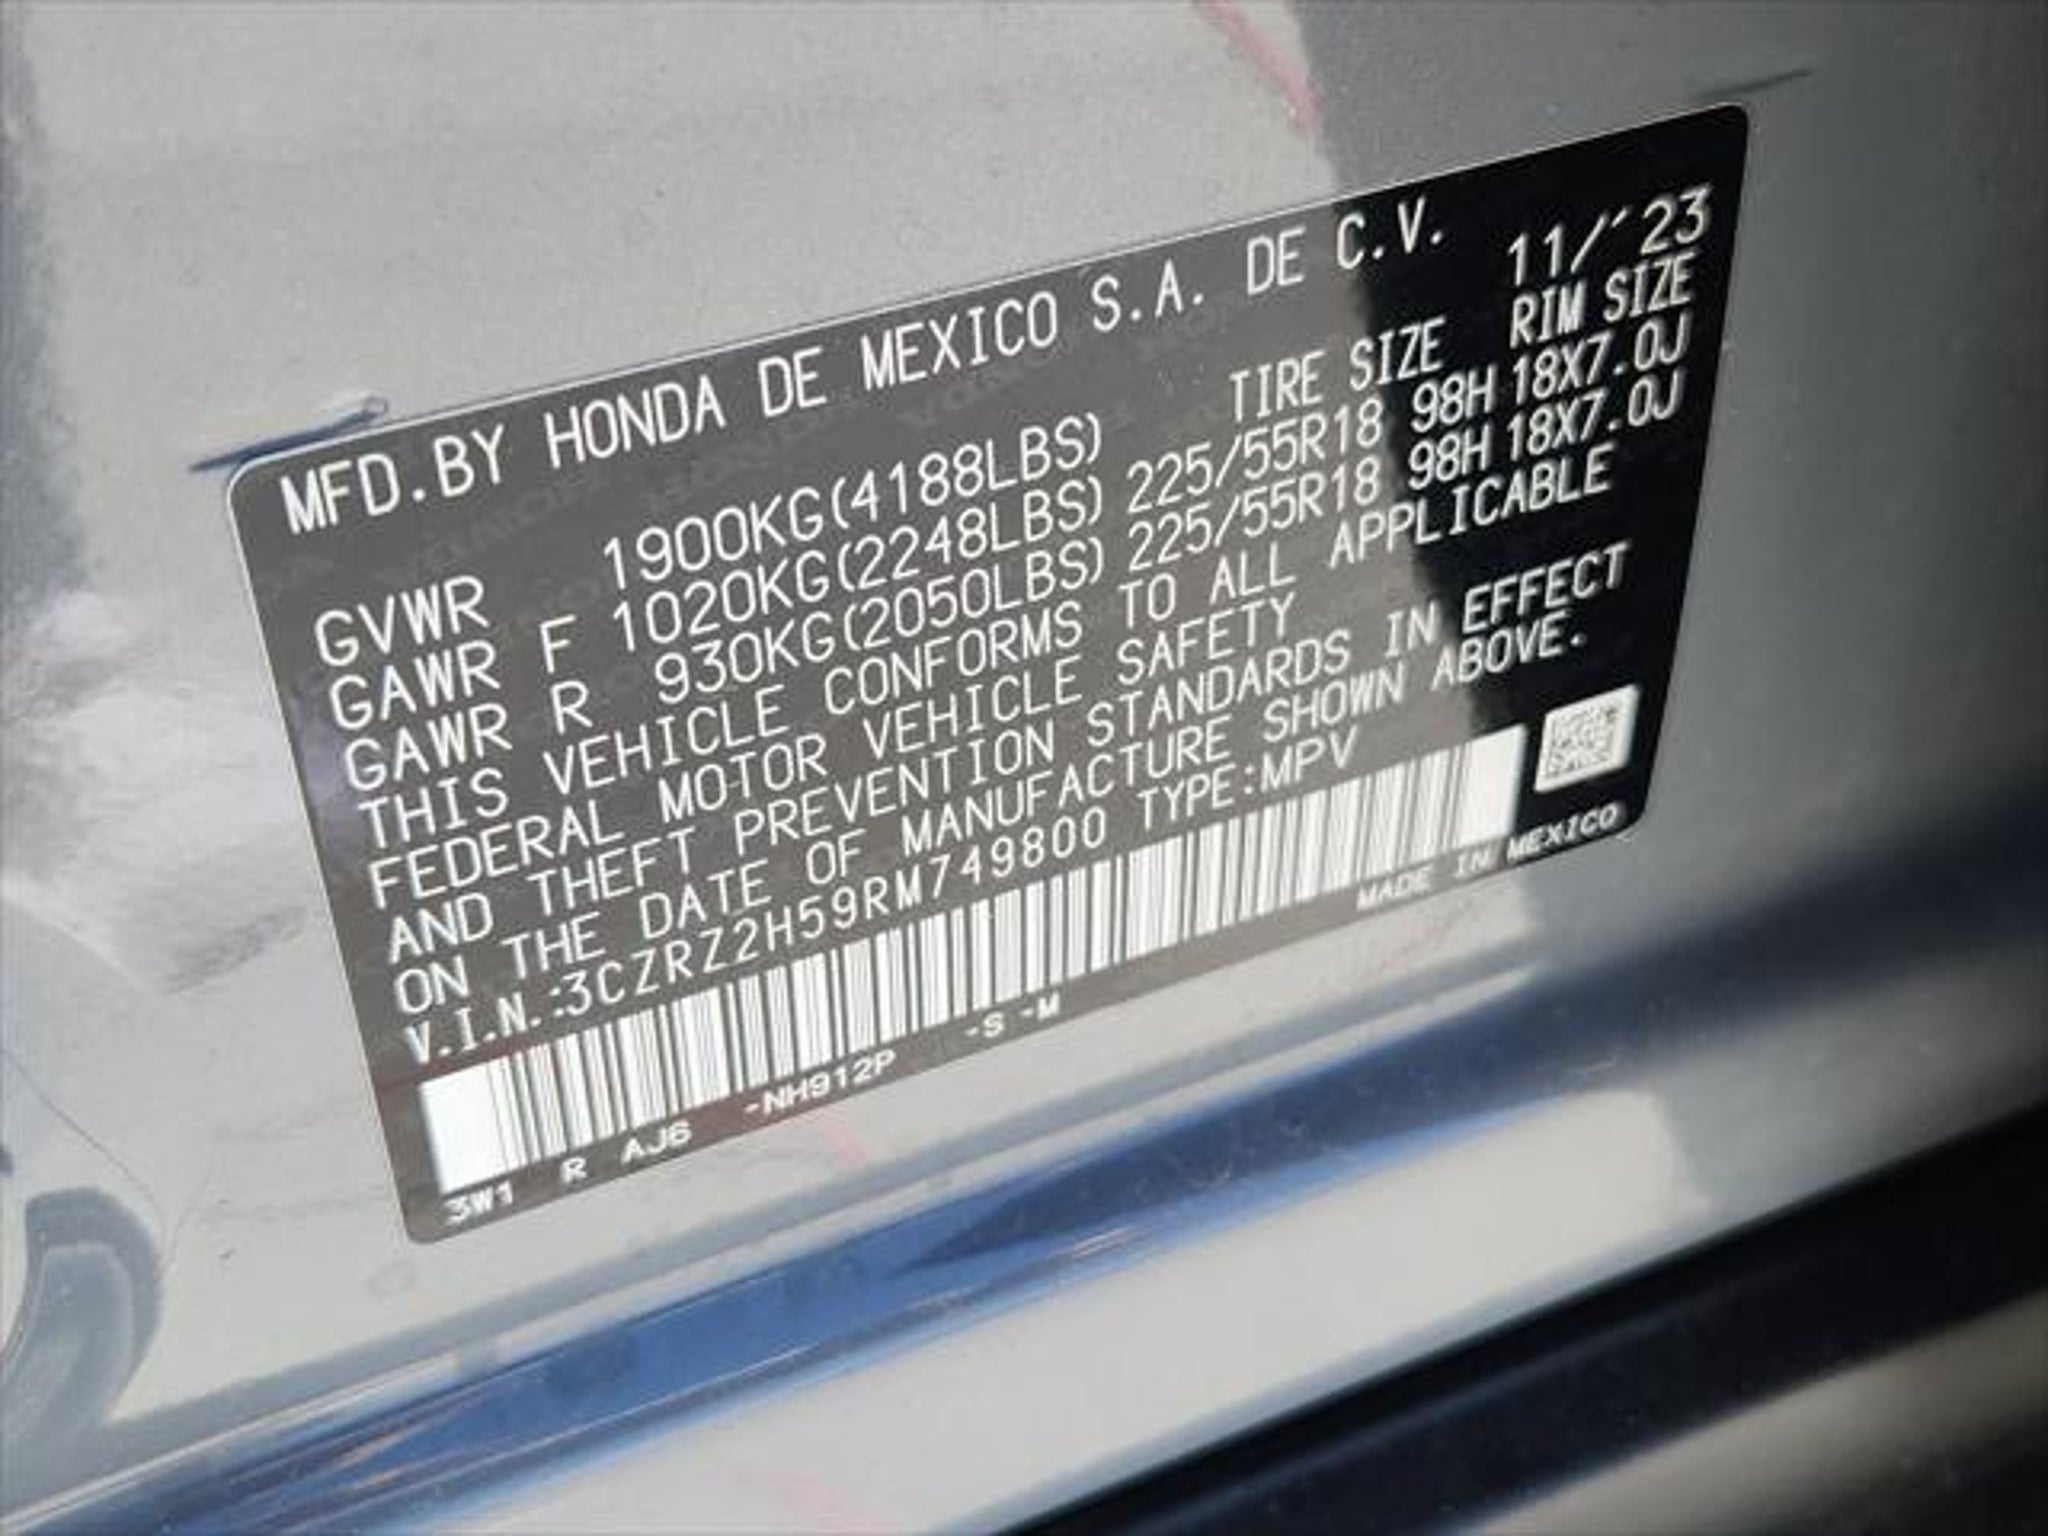 MFD.BY HONDA DE MEXICO S.A. DE C.V. 11/'23
TIRE SIZE RIM SIZE
GVWR 1900KG(4188LBS)
GAWR F 1020KG(2248LBS) 225/55R18 98H 18X7.0J
GAWR R 930KG(2050LBS) 225/55R18 98H 18X7.0J
THIS VEHICLE CONFORMS TO ALL APPLICABLE
FEDERAL MOTOR VEHICLE SAFETY
AND THEFT PREVENTION STANDARDS IN EFFECT
ON THE DATE OF MANUFACTURE SHOWN ABOVE.
V.I.N.:3CZRZ2H59RM749800 TYPE:MPV
MADE IN MEXICO
3W1 R AJ6 -NH912P -S -M